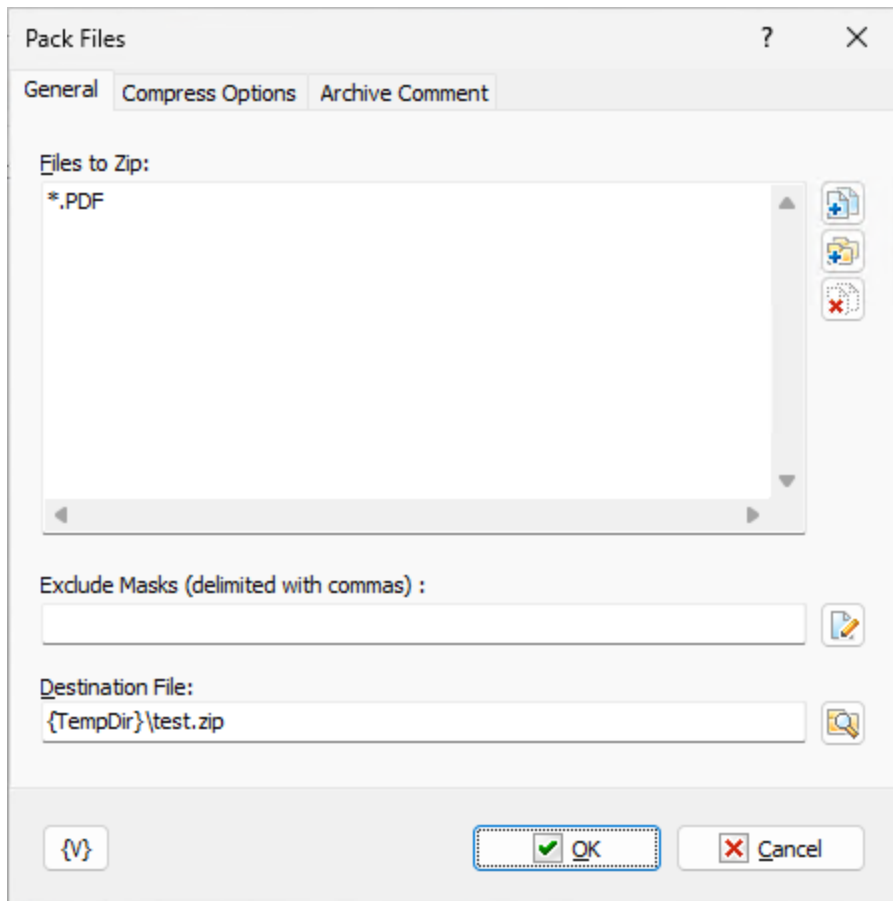 Pack Files
?
General
Compress Options
Archive Comment
Files to Zip:
*.PDF
Exclude Masks (delimited with commas) :
Destination File:
{TempDir}\test.zip
{V}
OK
Cancel